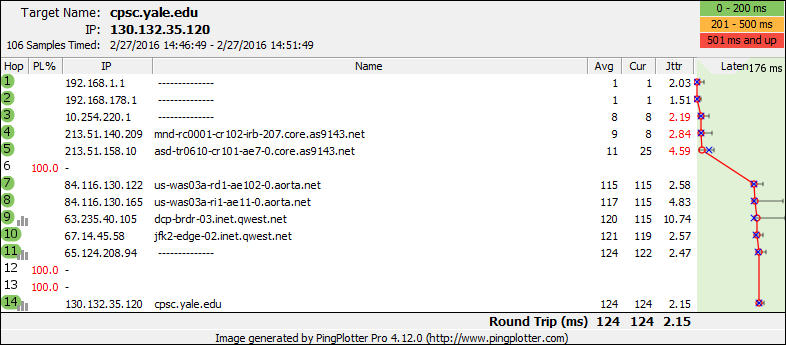 Target Name: cpsc.yale.edu
IP: 130.132.35.120
106 Samples Timed: 2/27/2016 14:46:49 - 2/27/2016 14:51:49
0 - 200 ms
201 - 500 ms
501 ms and up
Hop PL% IP Name Avg Cur Jttr Laten 176 ms
1 192.168.1.1 -------------- 1 1 2.03
2 192.168.178.1 -------------- 1 1 1.51
3 10.254.220.1 -------------- 8 8 2.19
4 213.51.140.209 mnd-rc0001-cr102-irb-207.core.as9143.net 9 8 2.84
5 213.51.158.10 asd-tr0610-cr101-ae7-0.core.as9143.net 11 25 4.59
6 100.0 -
7 84.116.130.122 us-was03a-rd1-ae102-0.aorta.net 115 115 2.58
8 84.116.130.165 us-was03a-ri1-ae11-0.aorta.net 117 115 4.83
9 63.235.40.105 dcp-brdr-03.inet.qwest.net 120 115 10.74
10 67.14.45.58 jfk2-edge-02.inet.qwest.net 121 119 2.57
11 65.124.208.94 -------------- 124 122 2.47
12 100.0 -
13 100.0 -
14 130.132.35.120 cpsc.yale.edu 124 124 2.15
Round Trip (ms) 124 124 2.15
Image generated by PingPlotter Pro 4.12.0 (http://www.pingplotter.com)